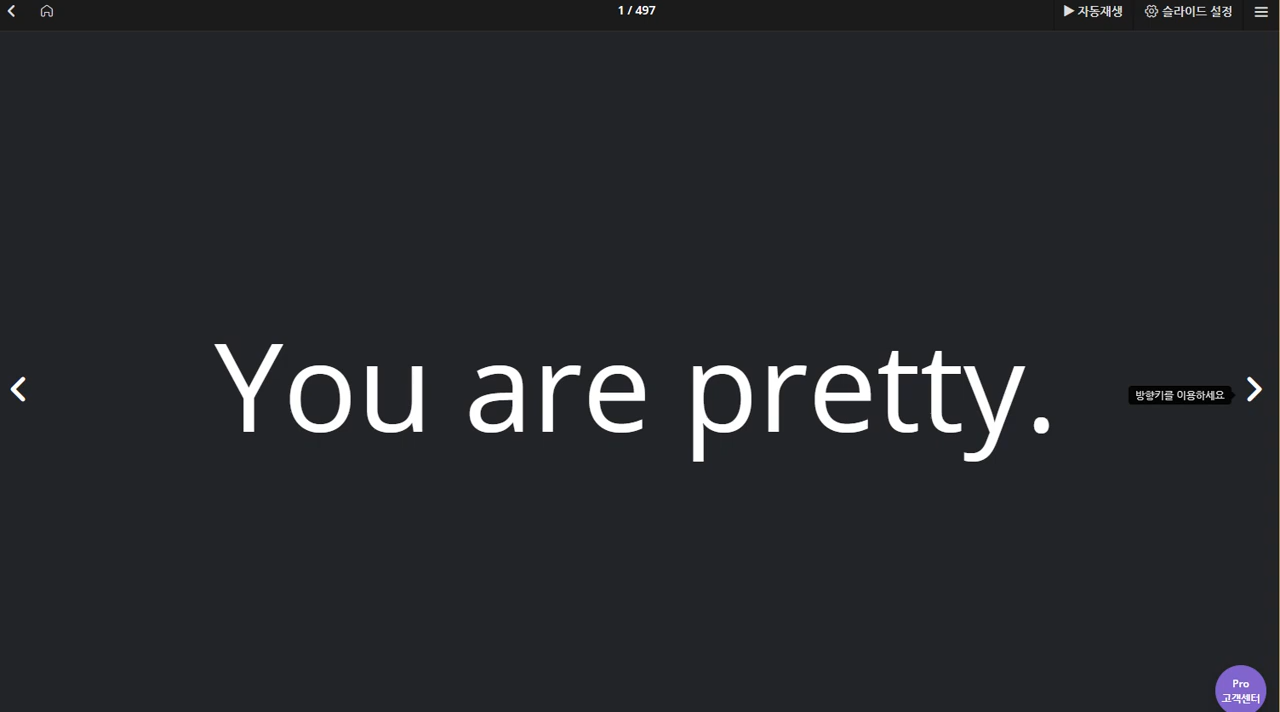 1 / 497
▶ 자동재생
슬라이드 설정
You are pretty.
방향키를 이용하세요
Pro
고객센터